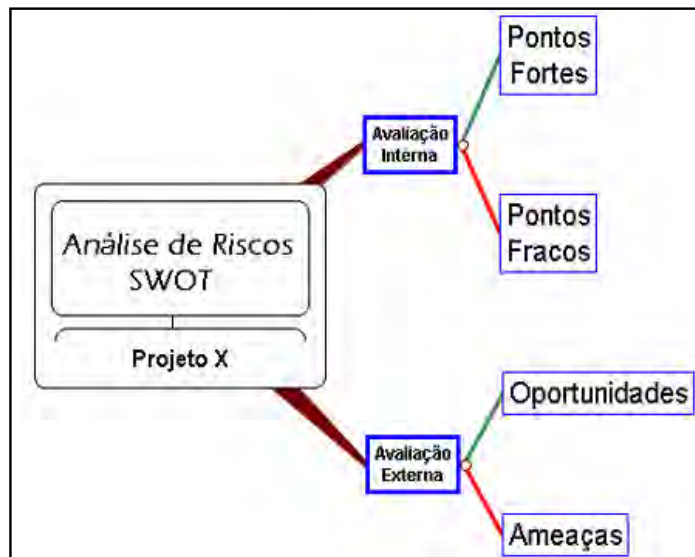 Análise de Riscos
SWOT
Projeto X
Avaliação
Interna
Pontos
Fortes
Pontos
Fracos
Avaliação
Externa
Oportunidades
Ameaças